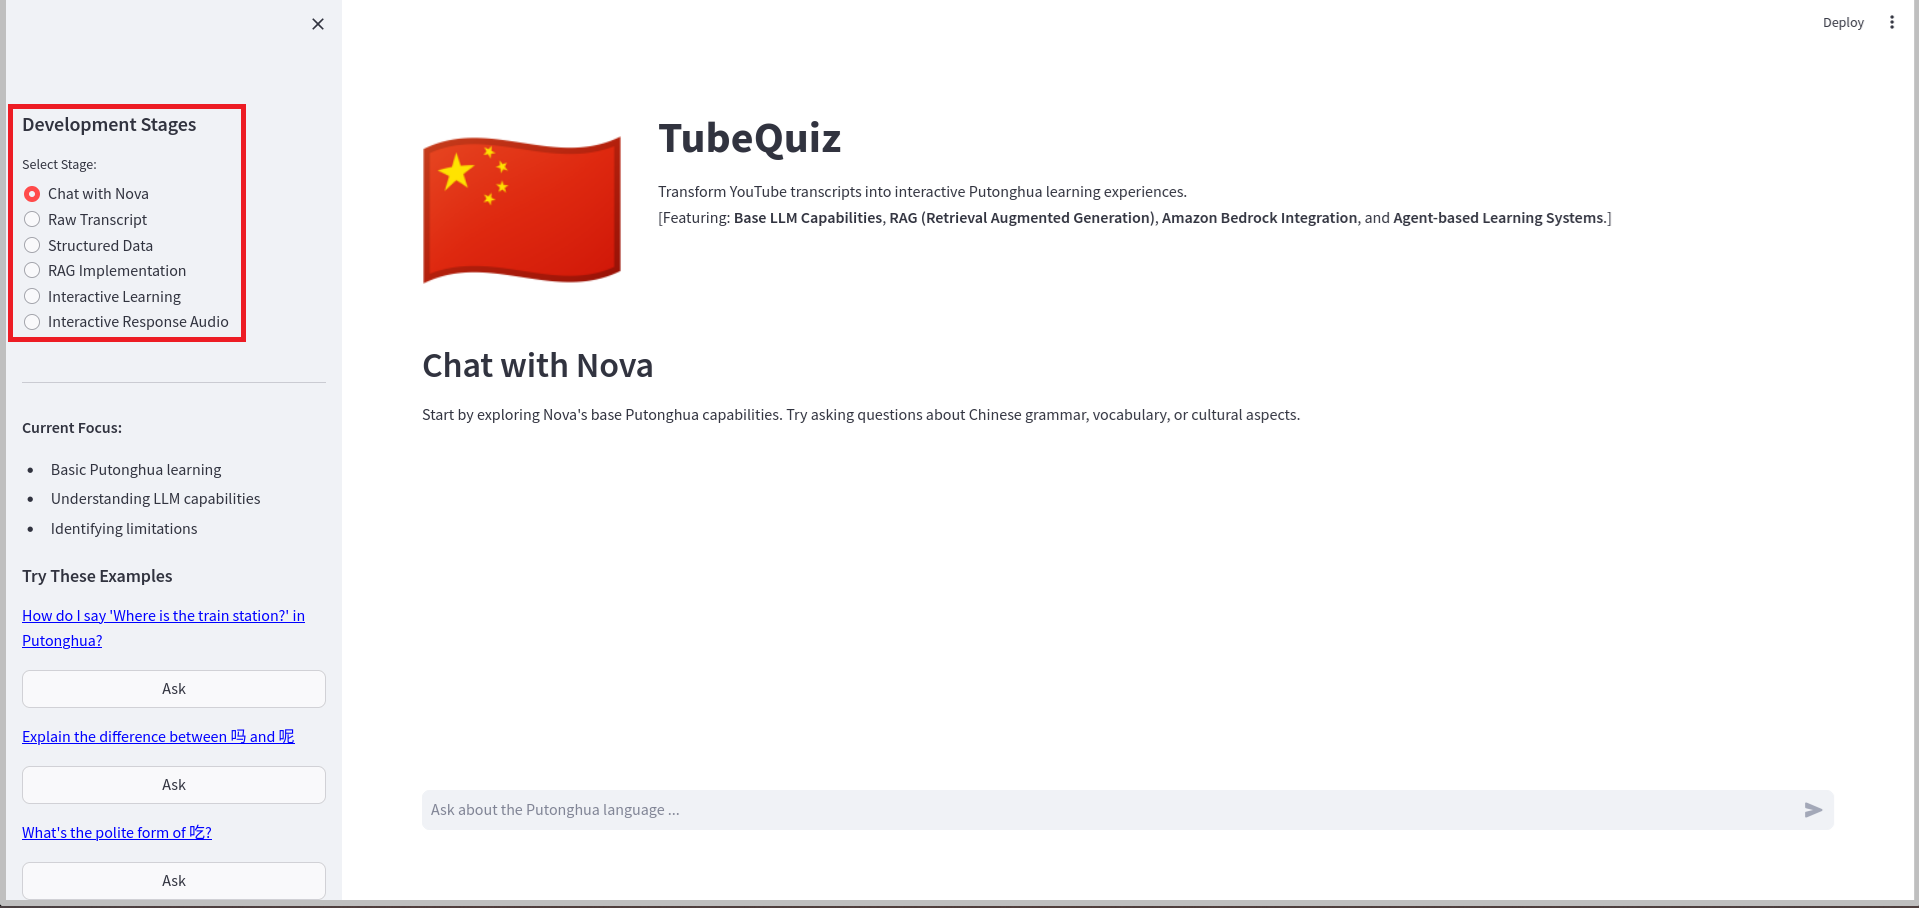 Deploy
Development Stages
Select Stage:
Chat with Nova
Raw Transcript
Structured Data
RAG Implementation
Interactive Learning
Interactive Response Audio
Current Focus:
Basic Putonghua learning
Understanding LLM capabilities
Identifying limitations
Try These Examples
How do I say 'Where is the train station?' in
Putonghua?
Ask
Explain the difference between 吗 and 呢
Ask
What's the polite form of 吃?
Ask
TubeQuiz
Transform YouTube transcripts into interactive Putonghua learning experiences.
[Featuring: Base LLM Capabilities, RAG (Retrieval Augmented Generation), Amazon Bedrock Integration, and Agent-based Learning Systems.]
Chat with Nova
Start by exploring Nova's base Putonghua capabilities. Try asking questions about Chinese grammar, vocabulary, or cultural aspects.
Ask about the Putonghua language ...